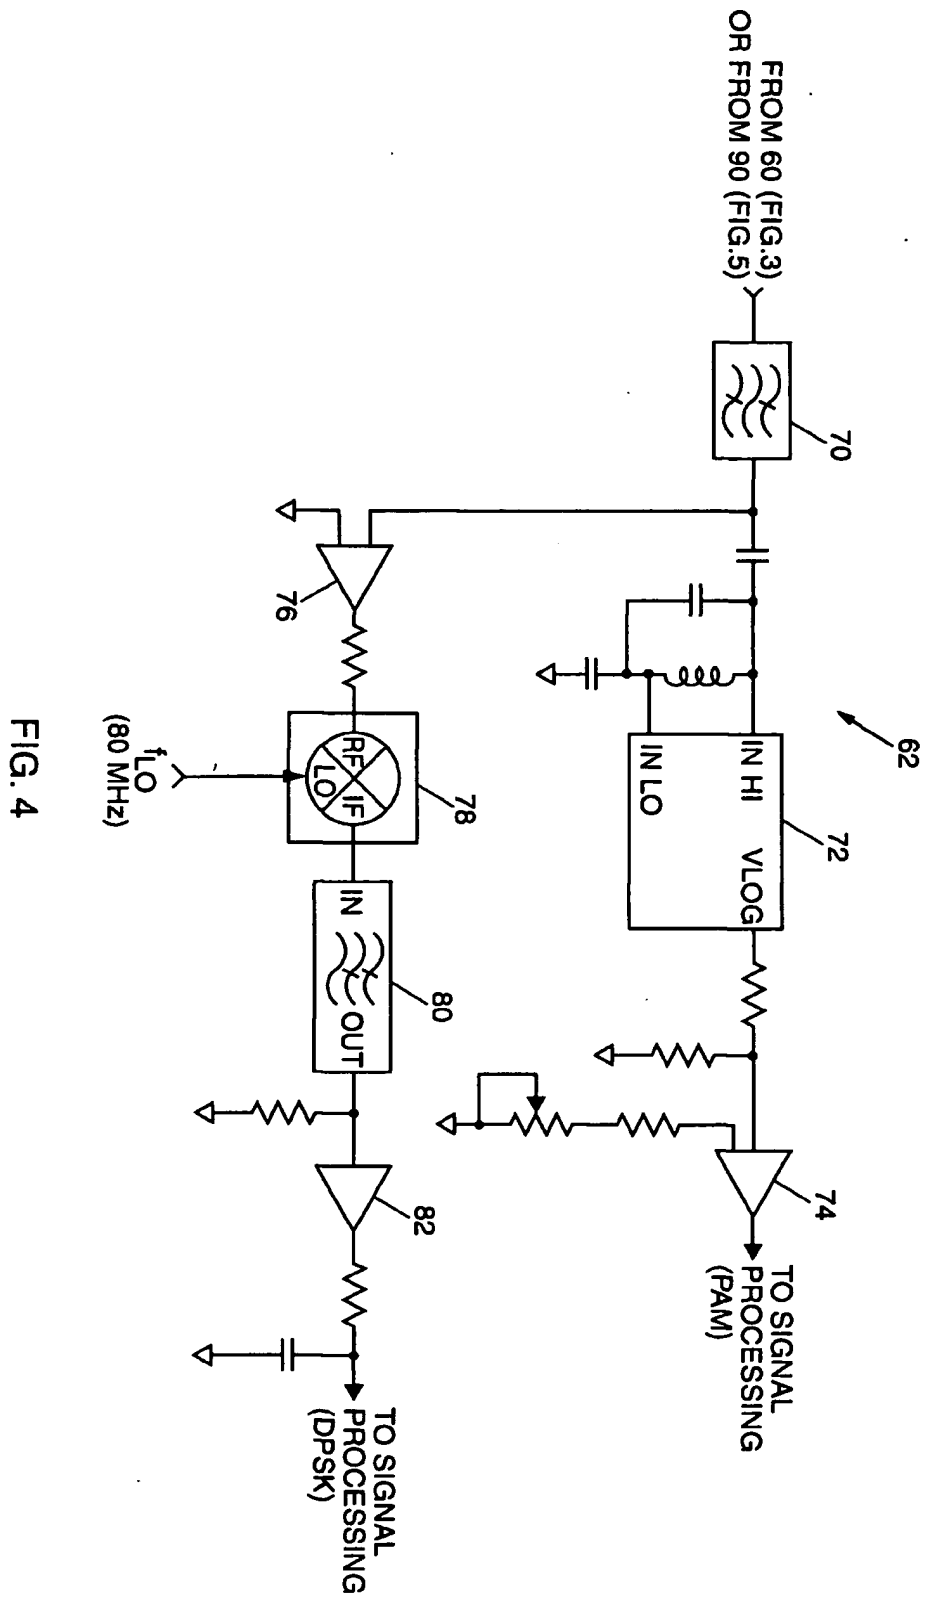 FROM 60 (FIG.3)
OR FROM 90 (FIG.5)
70
62
IN HI
IN LO
VLOG
72
74
TO SIGNAL
PROCESSING
(PAM)
76
RF
LO
IF
78
fLO
(80 MHz)
IN
OUT
80
82
TO SIGNAL
PROCESSING
(DPSK)
FIG. 4